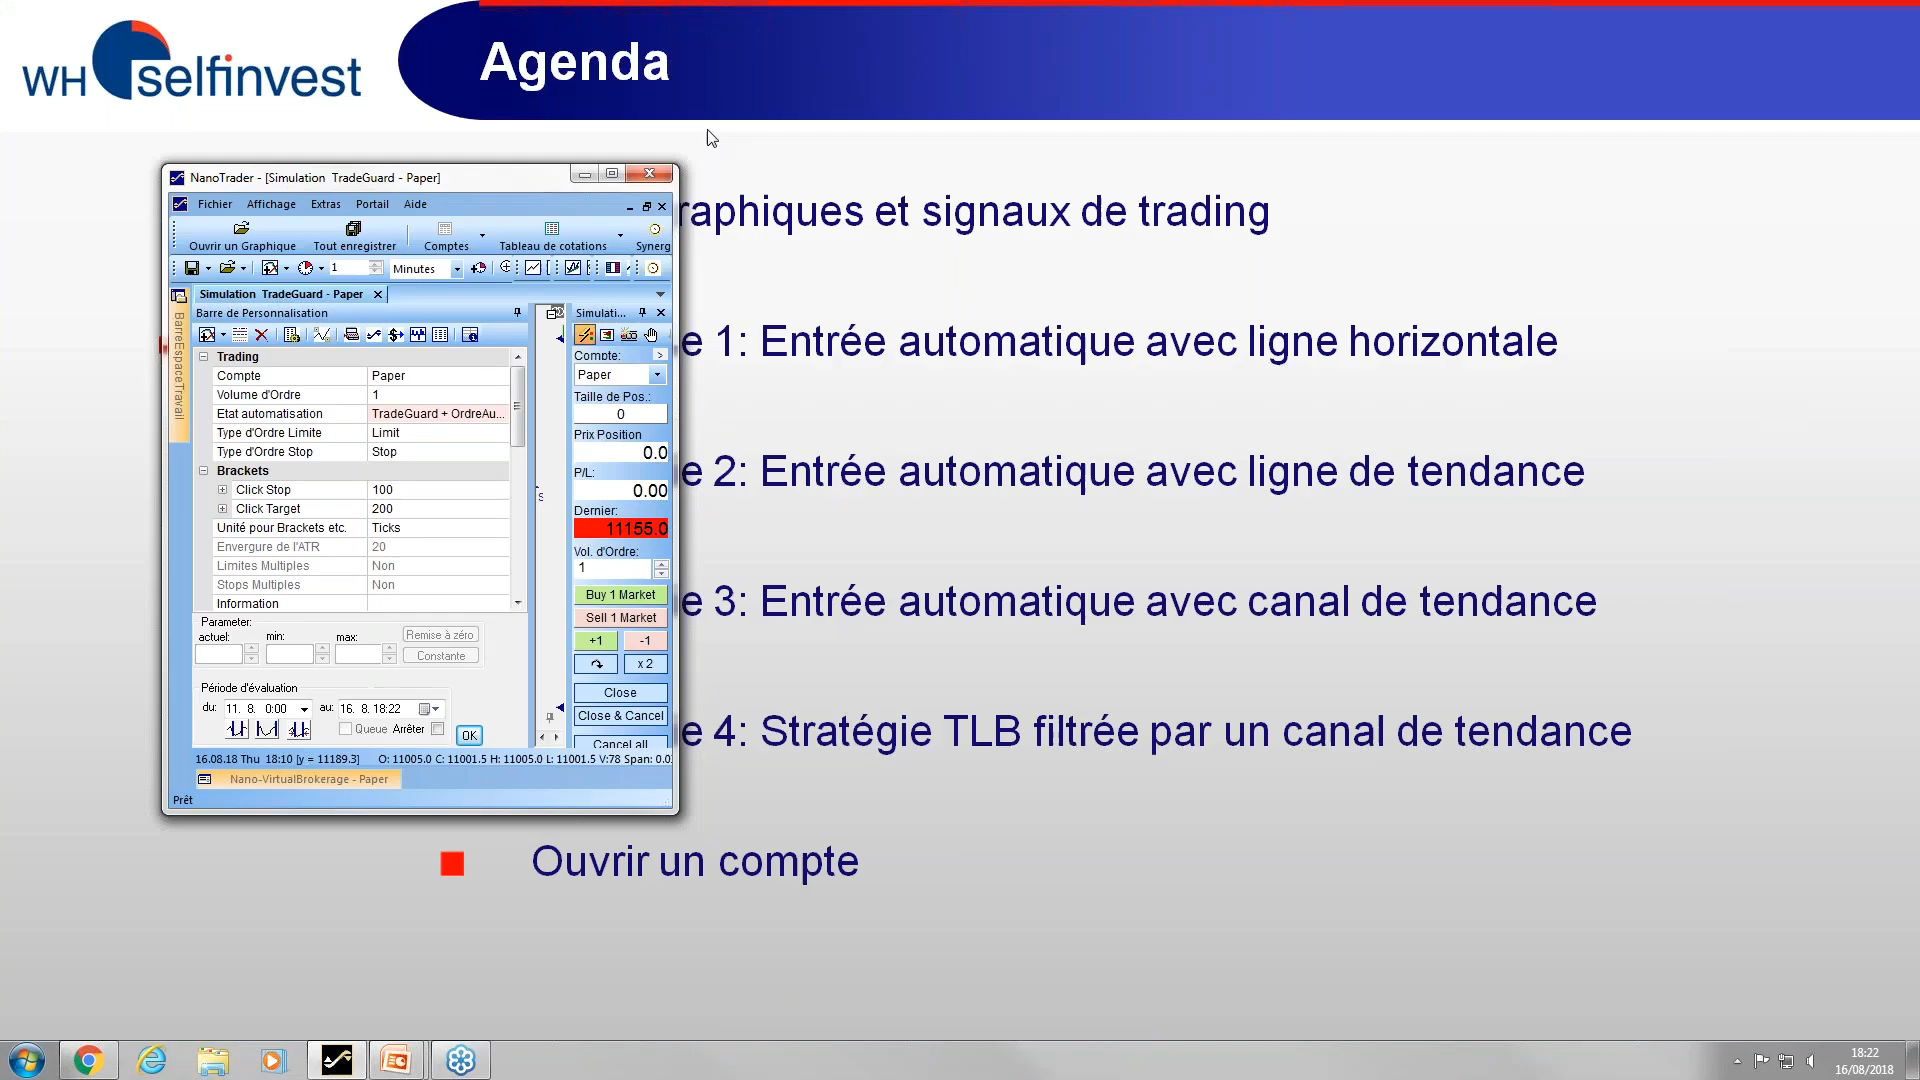 WH selfinvest
Agenda
NanoTrader - [Simulation TradeGuard - Paper]
Fichier Affichage Extras Portail Aide
Ouvrir un Graphique Tout enregistrer Comptes Tableau de cotations Synerg
1 Minutes
Simulation TradeGuard - Paper
Barre de Personnalisation
BarreEspaceTravail
Trading
Compte Paper
Volume d'Ordre 1
Etat automatisation TradeGuard + OrdreAu...
Type d'Ordre Limite Limit
Type d'Ordre Stop Stop
Brackets
Click Stop 100
Click Target 200
Unité pour Brackets etc. Ticks
Envergure de l'ATR 20
Limites Multiples Non
Stops Multiples Non
Information
Parameter:
actuel: min: max: Remise à zéro
Constante
Période d'évaluation
du: 11. 8. 0:00 au: 16. 8. 18:22
Queue Arrêter OK
S
Simulati...
Compte: >
Paper
Taille de Pos.:
0
Prix Position
0.0
P/L:
0.00
Dernier:
11155.0
Vol. d'Ordre:
1
Buy 1 Market
Sell 1 Market
+1 -1
x 2
Close
Close & Cancel
Cancel all
16.08.18 Thu 18:10 [y = 11189.3] O: 11005.0 C: 11001.5 H: 11005.0 L: 11001.5 V:78 Span: 0.0
Nano-VirtualBrokerage - Paper
Prêt
raphiques et signaux de trading
e 1: Entrée automatique avec ligne horizontale
e 2: Entrée automatique avec ligne de tendance
e 3: Entrée automatique avec canal de tendance
e 4: Stratégie TLB filtrée par un canal de tendance
Ouvrir un compte
18:22
16/08/2018